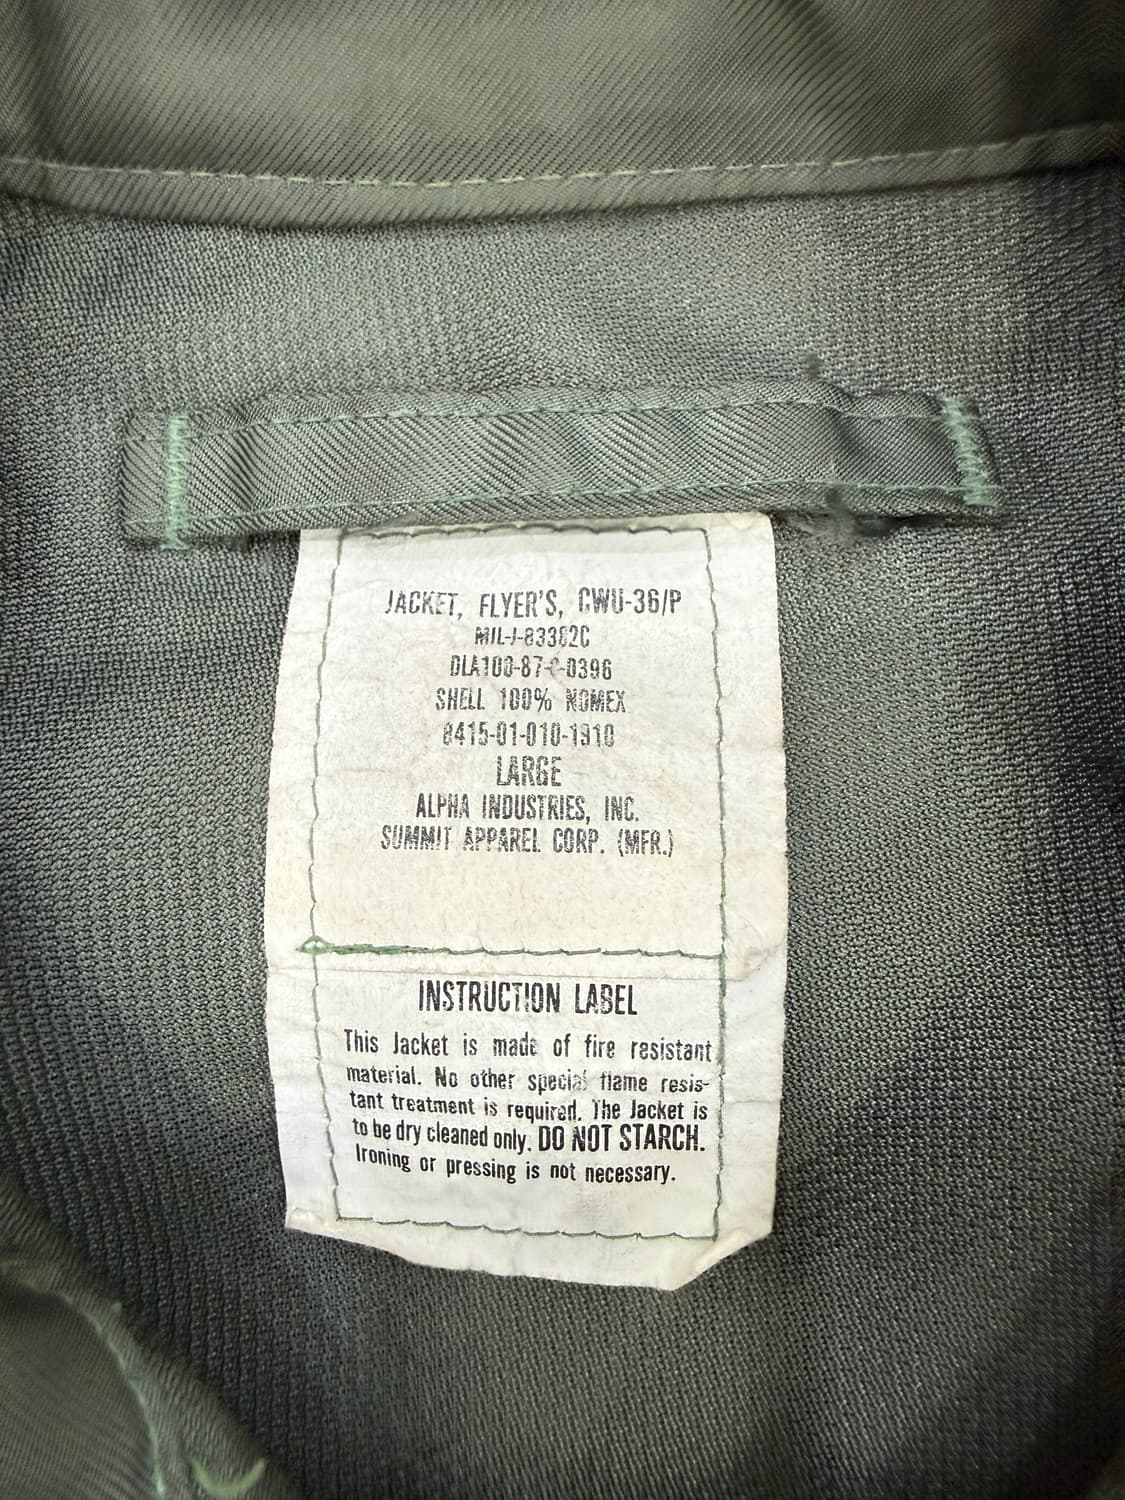 JACKET, FLYER'S, CWU-36/P
MIL-J-83382C
DLA100-87-C-0396
SHELL 100% NOMEX
8415-01-010-1910
LARGE
ALPHA INDUSTRIES, INC.
SUMMIT APPAREL CORP. (MFR.)
INSTRUCTION LABEL
This Jacket is made of fire resistant
material. No other special flame resis-
tant treatment is required. The Jacket is
to be dry cleaned only. DO NOT STARCH.
Ironing or pressing is not necessary.